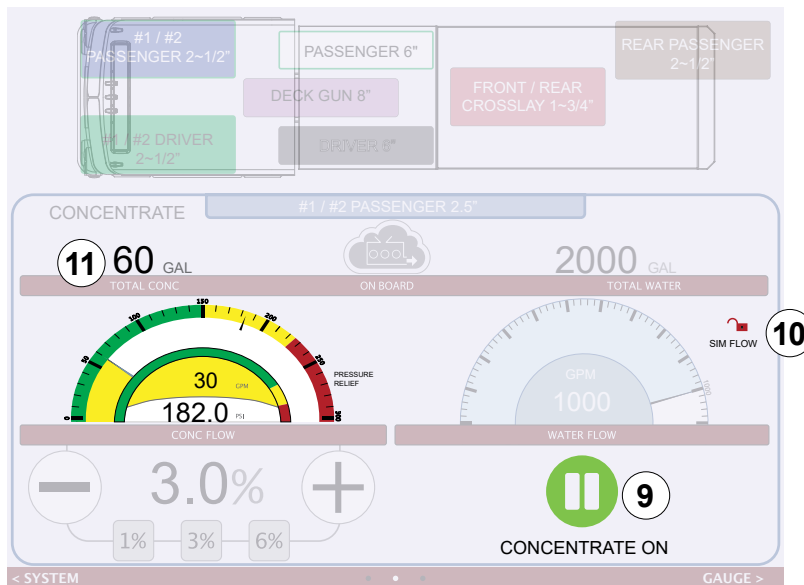 #1 / #2
PASSENGER 2~1/2"
PASSENGER 6"
REAR PASSENGER
2~1/2"
DECK GUN 8"
FRONT / REAR
CROSSLAY 1~3/4"
#1 / #2 DRIVER
2~1/2"
DRIVER 6"
CONCENTRATE
#1 / #2 PASSENGER 2.5"
11
60 GAL
2000 GAL
TOTAL CONC
ON BOARD
TOTAL WATER
0
50
100
150
200
250
300
PRESSURE
RELIEF
30 GPM
182.0 PSI
10
SIM FLOW
GPM
1000
1000
CONC FLOW
WATER FLOW
3.0%
1%
3%
6%
9
CONCENTRATE ON
< SYSTEM
GAUGE >